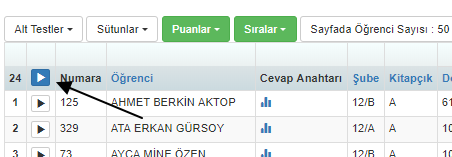 Alt Testler Sütunlar Puanlar Sıralar Sayfada Öğrenci Sayısı : 50
24 Numara Öğrenci Cevap Anahtarı Şube Kitapçık
1 125 AHMET BERKİN AKTOP 12/B A 61
2 329 ATA ERKAN GÜRSOY 12/A A
3 73 AYÇA MİNE ÖZEN 12/B A